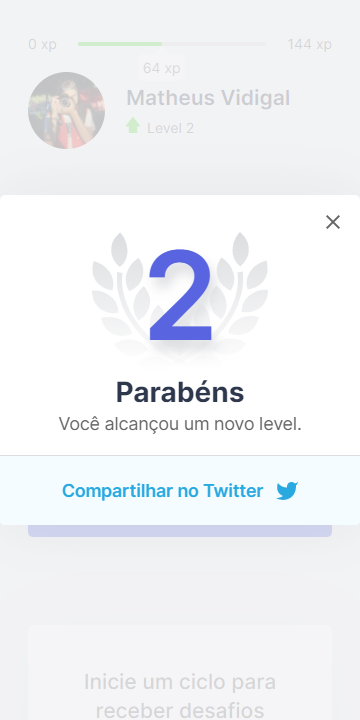 0 xp
144 xp
64 xp
Matheus Vidigal
Level 2
2
Parabéns
Você alcançou um novo level.
Compartilhar no Twitter
Inicie um ciclo para
receber desafios